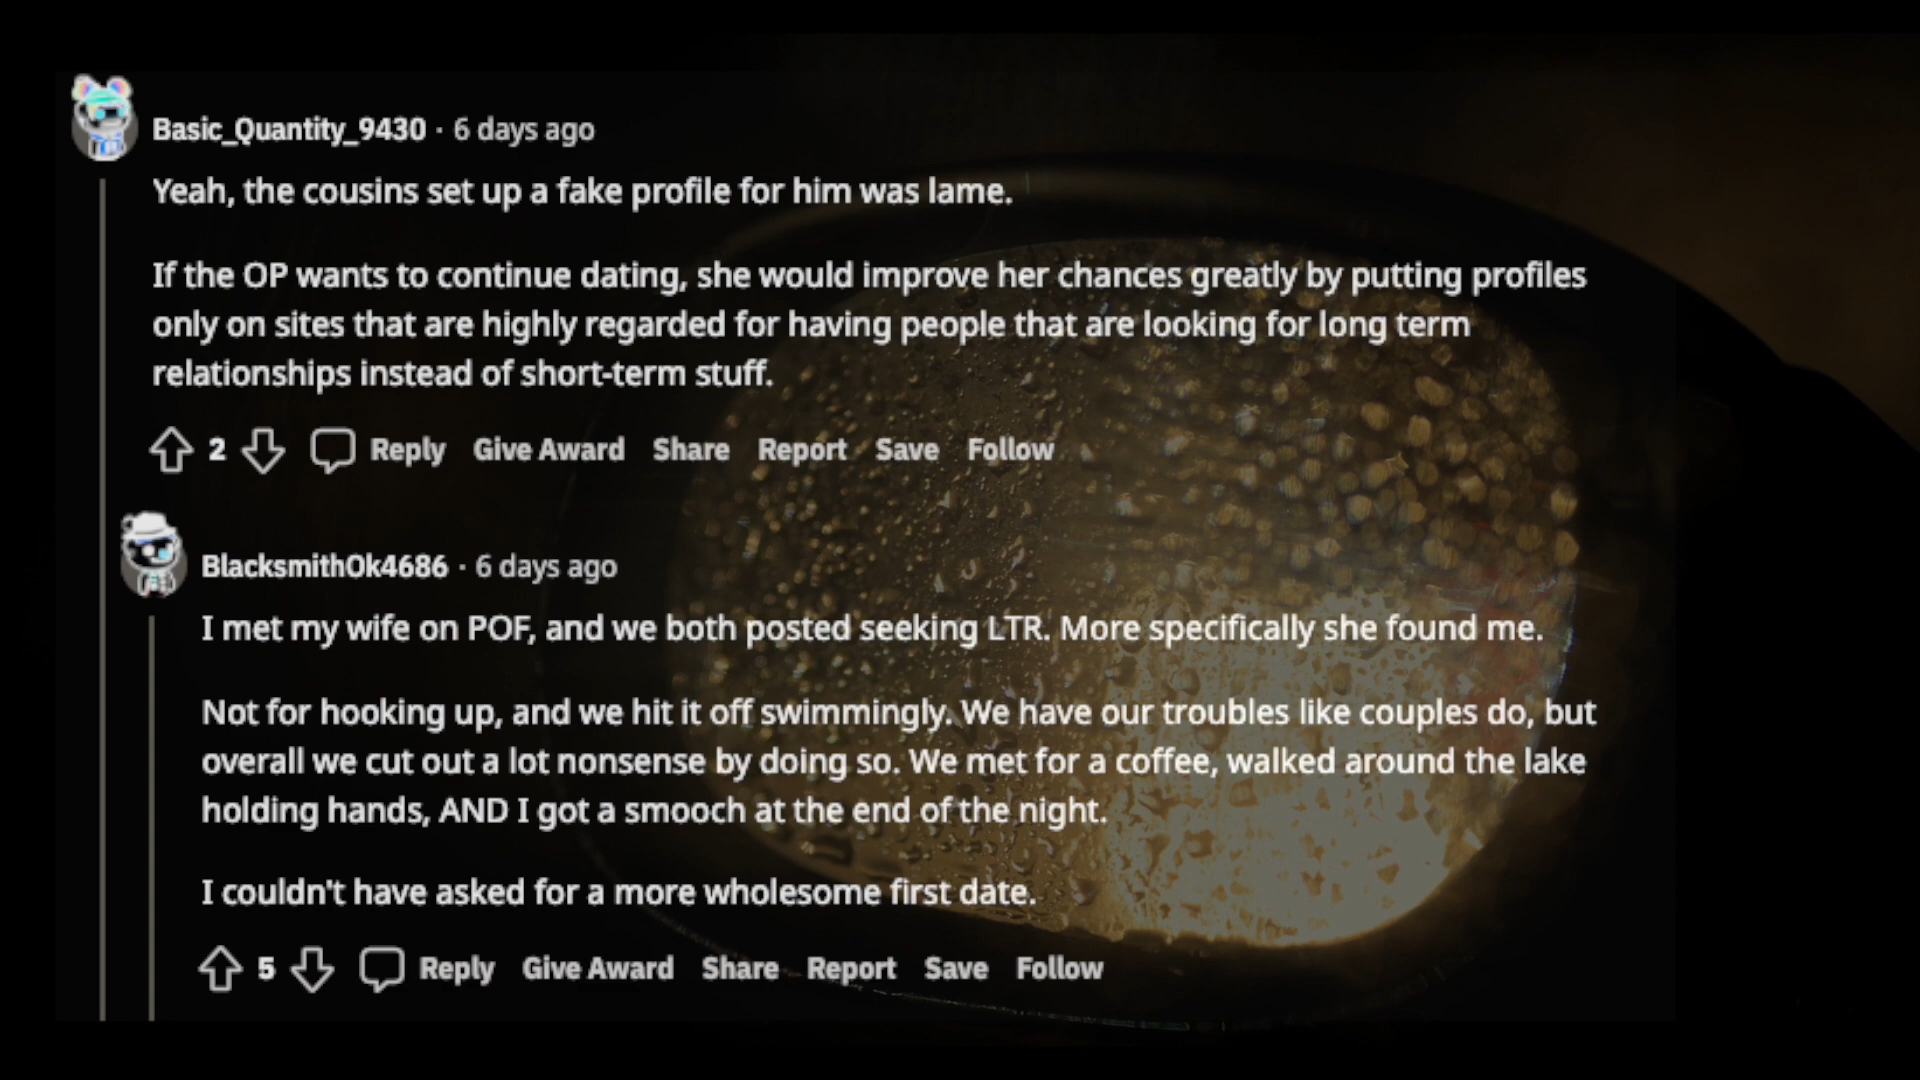 Basic_Quantity_9430 · 6 days ago
Yeah, the cousins set up a fake profile for him was lame.
If the OP wants to continue dating, she would improve her chances greatly by putting profiles
only on sites that are highly regarded for having people that are looking for long term
relationships instead of short-term stuff.
2 Reply Give Award Share Report Save Follow
BlacksmithOk4686 · 6 days ago
I met my wife on POF, and we both posted seeking LTR. More specifically she found me.
Not for hooking up, and we hit it off swimmingly. We have our troubles like couples do, but
overall we cut out a lot nonsense by doing so. We met for a coffee, walked around the lake
holding hands, AND I got a smooch at the end of the night.
I couldn't have asked for a more wholesome first date.
5 Reply Give Award Share Report Save Follow